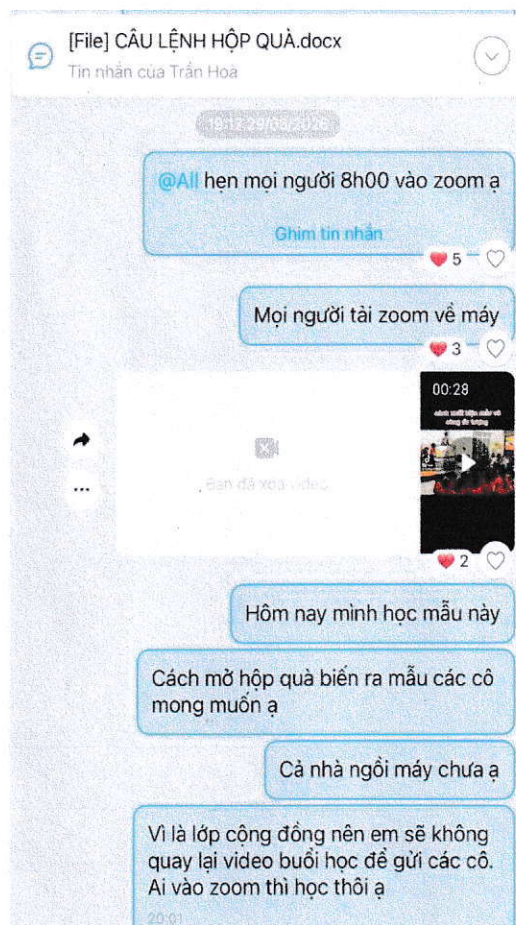 [File] CÂU LỆNH HỘP QUÀ.docx
Tin nhắn của Trần Hoà
@All hẹn mọi người 8h00 vào zoom ạ
Ghim tin nhắn
5
Mọi người tải zoom về máy
3
00:28
Bạn đã xoá video
2
Hôm nay mình học mẫu này
Cách mở hộp quà biến ra mẫu các cô
mong muốn ạ
Cả nhà ngồi máy chưa ạ
Vì là lớp cộng đồng nên em sẽ không
quay lại video buổi học để gửi các cô.
Ai vào zoom thì học thôi ạ
20:01